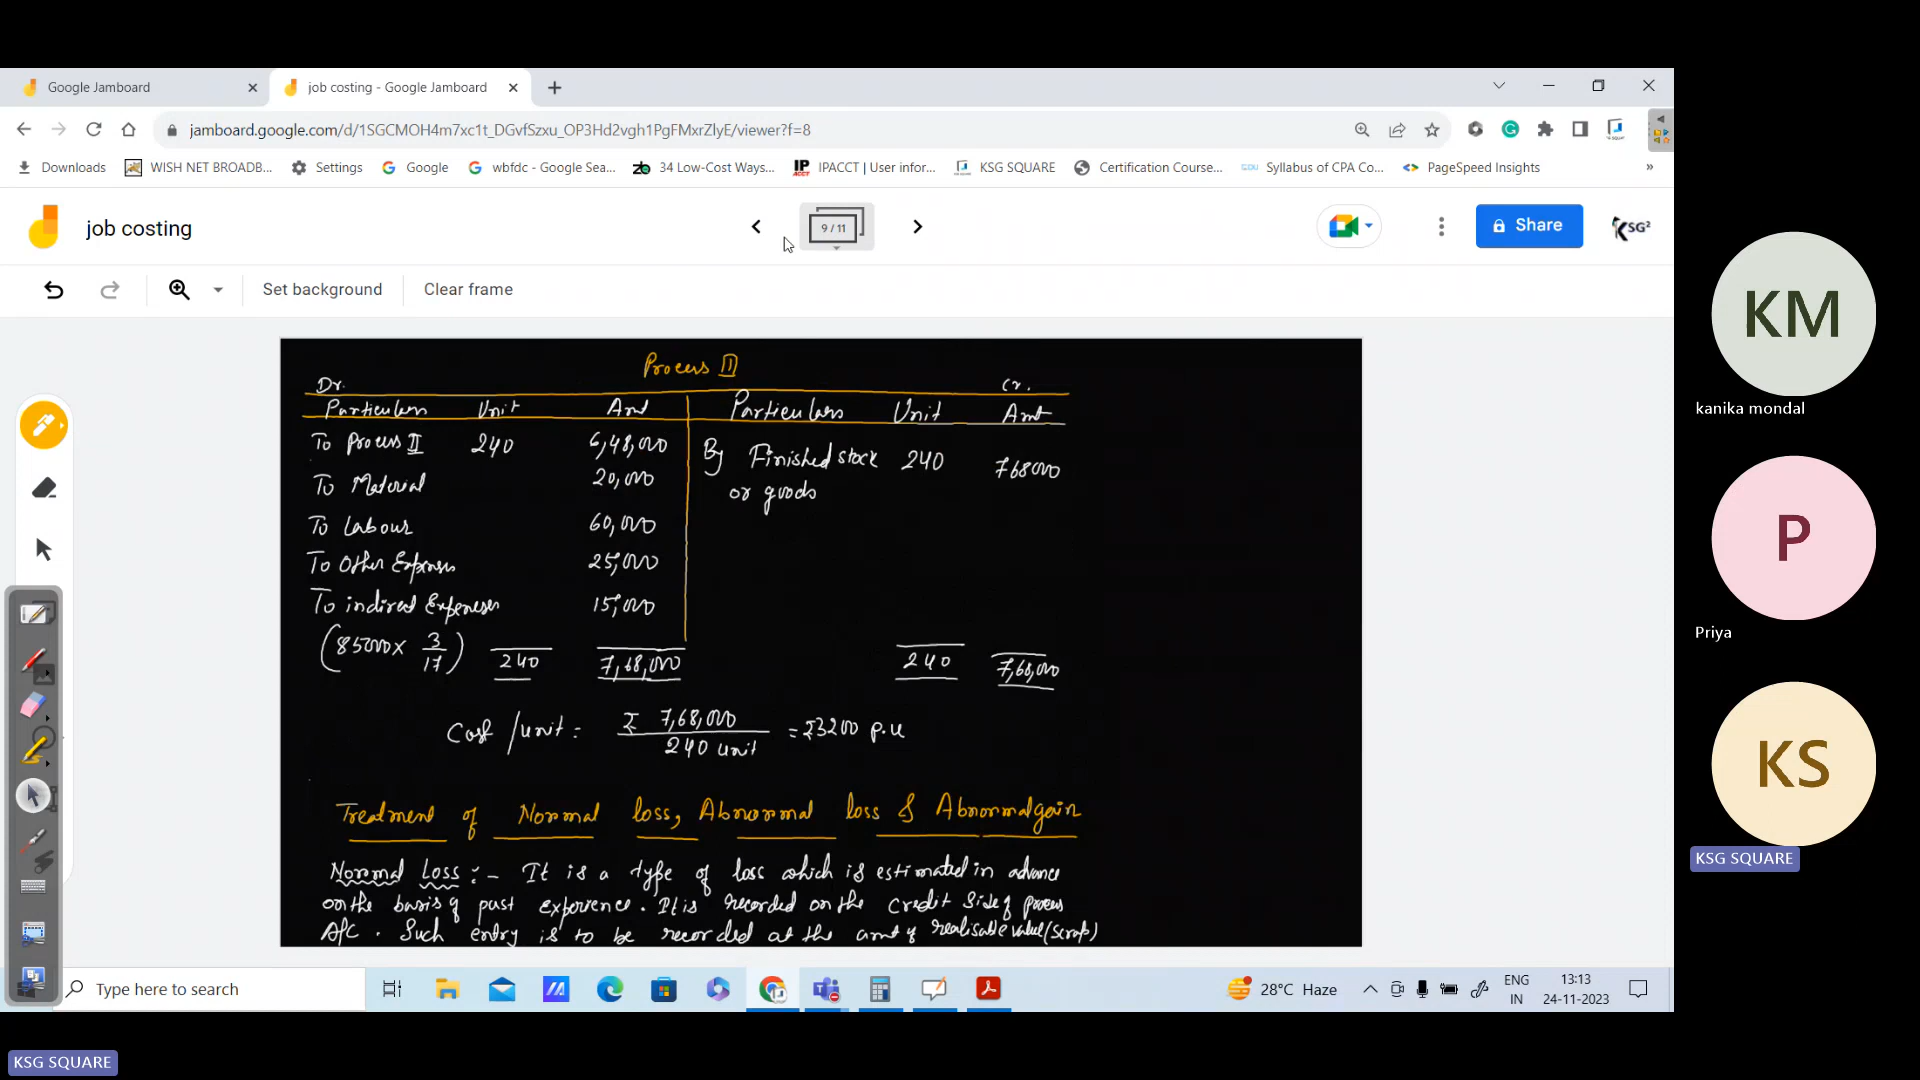 Google Jamboard
job costing - Google Jamboard
jamboard.google.com/d/1SGCMOH4m7xc1t_DGvfSzxu_OP3Hd2vgh1PgFMxrZlyE/viewer?f=8
Downloads WISH NET BROADB... Settings Google wbfdc - Google Sea... 34 Low-Cost Ways... IPACCT | User infor... KSG SQUARE Certification Course... Syllabus of CPA Co... PageSpeed Insights »
job costing 9 / 11 Share KSG²
Set background Clear frame
Process III
Dr. Cr.
Particulars Unit Amt Particulars Unit Amt
To Process II 240 6,48,000 By Finished stock 240 768000
To Material 20,000 or goods
To Labour 60,000
To Other Expenses 25,000
To indirect Expenses 15,000
(85000 x 3/17) 240 7,68,000 240 7,68,000
Cost /unit = ₹ 7,68,000 / 240 unit = ₹3200 p.u
Treatment of Normal loss, Abnormal loss & Abnormal gain
Normal Loss :- It is a type of loss which is estimated in advance
on the basis of past experience. It is recorded on the credit side of process
A/C. Such entry is to be recorded at the amt of realisable value (scrap)
KM
kanika mondal
P
Priya
KS
KSG SQUARE
Type here to search 28°C Haze ENG IN 13:13 24-11-2023
KSG SQUARE